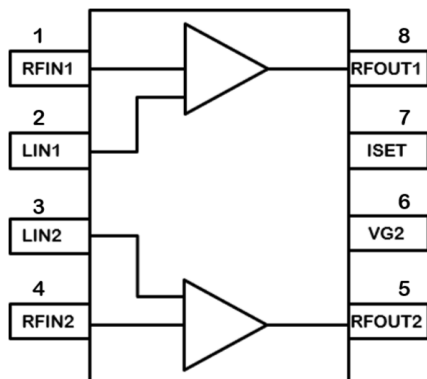 1
RFIN1
2
LIN1
3
LIN2
4
RFIN2
8
RFOUT1
7
ISET
6
VG2
5
RFOUT2